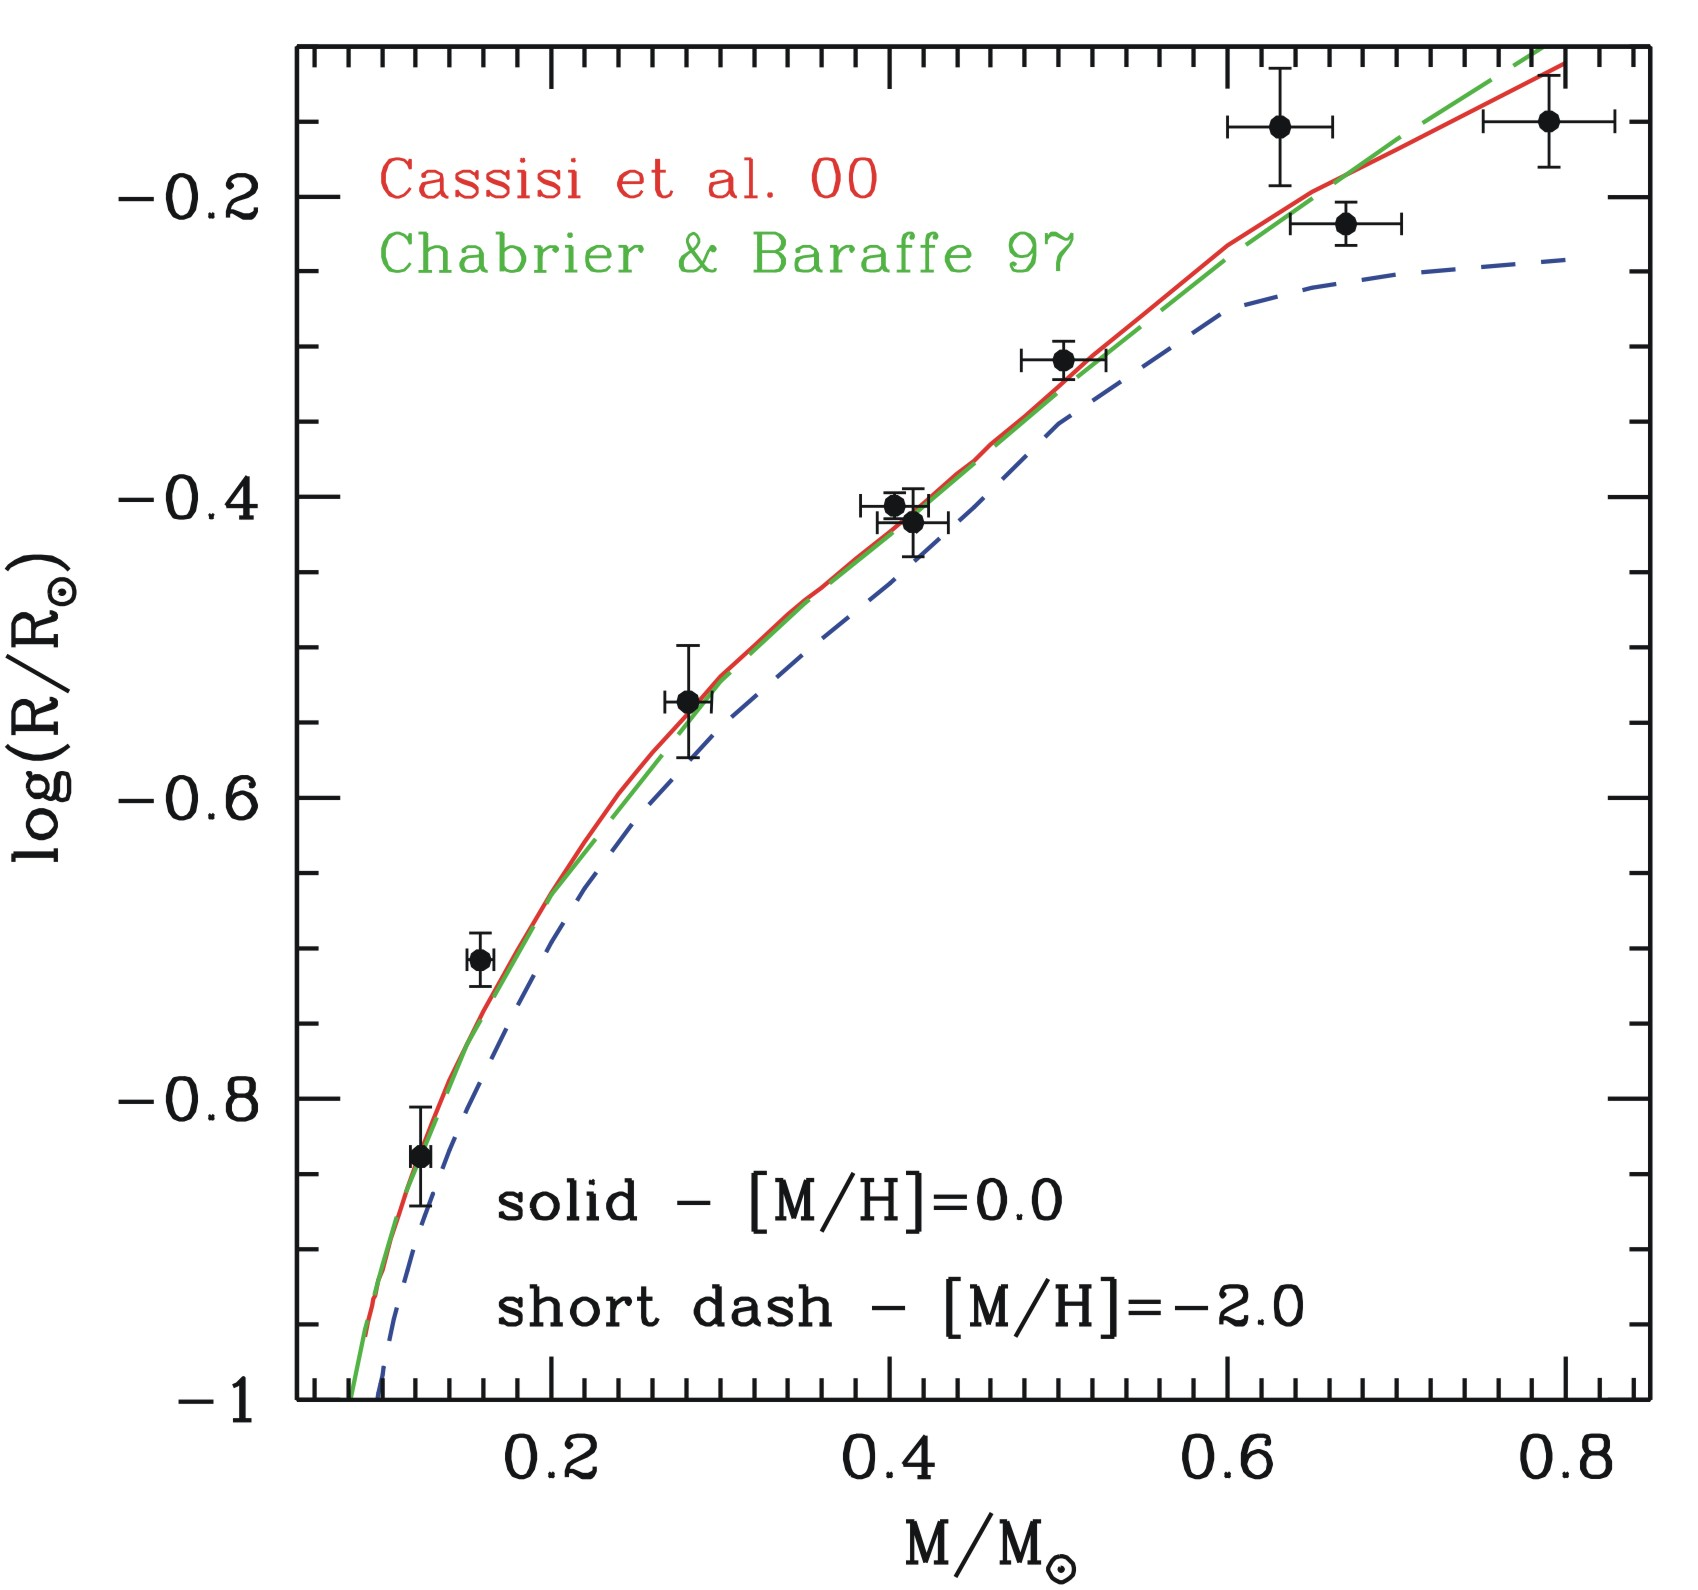 Cassisi et al. 00
Chabrier & Baraffe 97
−0.2
−0.4
−0.6
−0.8
−1
log(R/R☉)
solid − [M/H]=0.0
short dash − [M/H]=−2.0
0.2 0.4 0.6 0.8
M/M☉